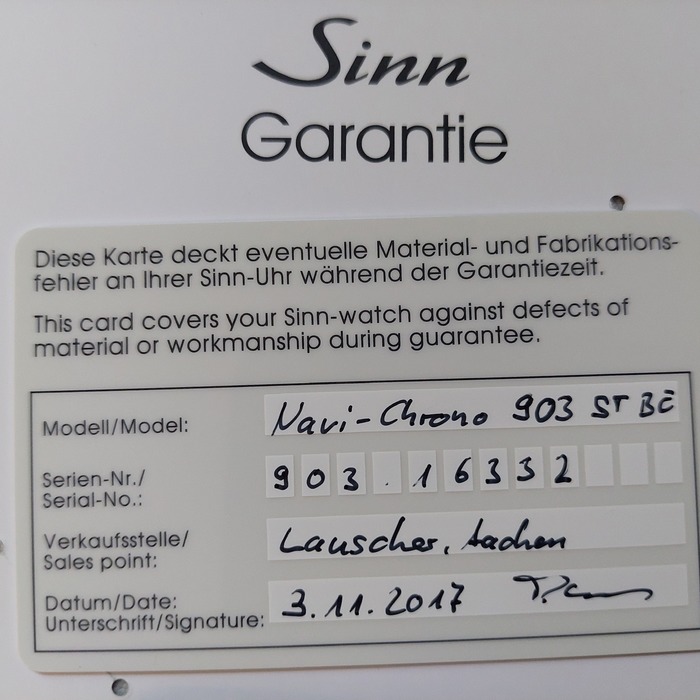 Sinn
Garantie
Diese Karte deckt eventuelle Material- und Fabrikations-
fehler an Ihrer Sinn-Uhr während der Garantiezeit.
This card covers your Sinn-watch against defects of
material or workmanship during guarantee.
Modell/Model: Navi-Chrono 903 ST BE
Serien-Nr./
Serial-No.: 903.16332
Verkaufsstelle/
Sales point: Lauscher, Aachen
Datum/Date: 3.11.2017
Unterschrift/Signature: